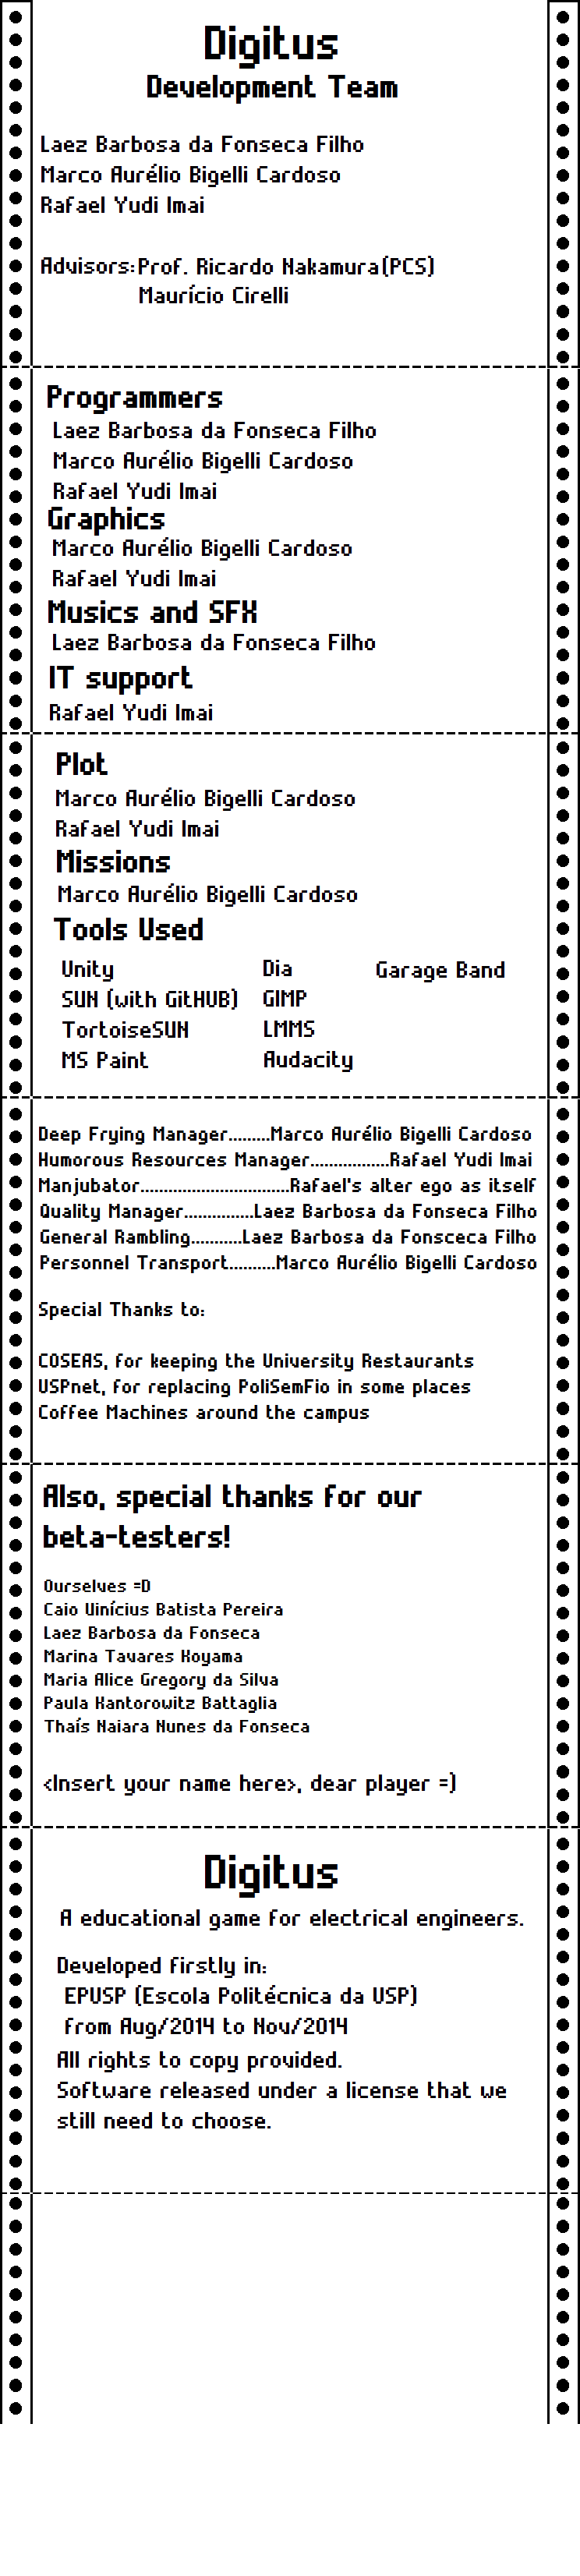 Digitus
Development Team
Laez Barbosa da Fonseca Filho
Marco Aurélio Bigelli Cardoso
Rafael Yudi Imai
Advisors: Prof. Ricardo Nakamura(PCS)
Maurício Cirelli
Programmers
Laez Barbosa da Fonseca Filho
Marco Aurélio Bigelli Cardoso
Rafael Yudi Imai
Graphics
Marco Aurélio Bigelli Cardoso
Rafael Yudi Imai
Musics and SFX
Laez Barbosa da Fonseca Filho
IT support
Rafael Yudi Imai
Plot
Marco Aurélio Bigelli Cardoso
Rafael Yudi Imai
Missions
Marco Aurélio Bigelli Cardoso
Tools Used
Unity Dia Garage Band
SVN (with GitHUB) GIMP
TortoiseSVN LMMS
MS Paint Audacity
Deep Frying Manager.........Marco Aurélio Bigelli Cardoso
Humorous Resources Manager.................Rafael Yudi Imai
Manjubator................................Rafael's alter ego as itself
Quality Manager...............Laez Barbosa da Fonseca Filho
General Rambling...........Laez Barbosa da Fonsceca Filho
Personnel Transport..........Marco Aurélio Bigelli Cardoso
Special Thanks to:
COSEAS, for keeping the University Restaurants
USPnet, for replacing PoliSemFio in some places
Coffee Machines around the campus
Also, special thanks for our
beta-testers!
Ourselves =D
Caio Vinícius Batista Pereira
Laez Barbosa da Fonseca
Marina Tavares Koyama
Maria Alice Gregory da Silva
Paula Kantorowitz Battaglia
Thaís Naiara Nunes da Fonseca
<Insert your name here>, dear player =)
Digitus
A educational game for electrical engineers.
Developed firstly in:
EPUSP (Escola Politécnica da USP)
from Aug/2014 to Nov/2014
All rights to copy provided.
Software released under a license that we
still need to choose.